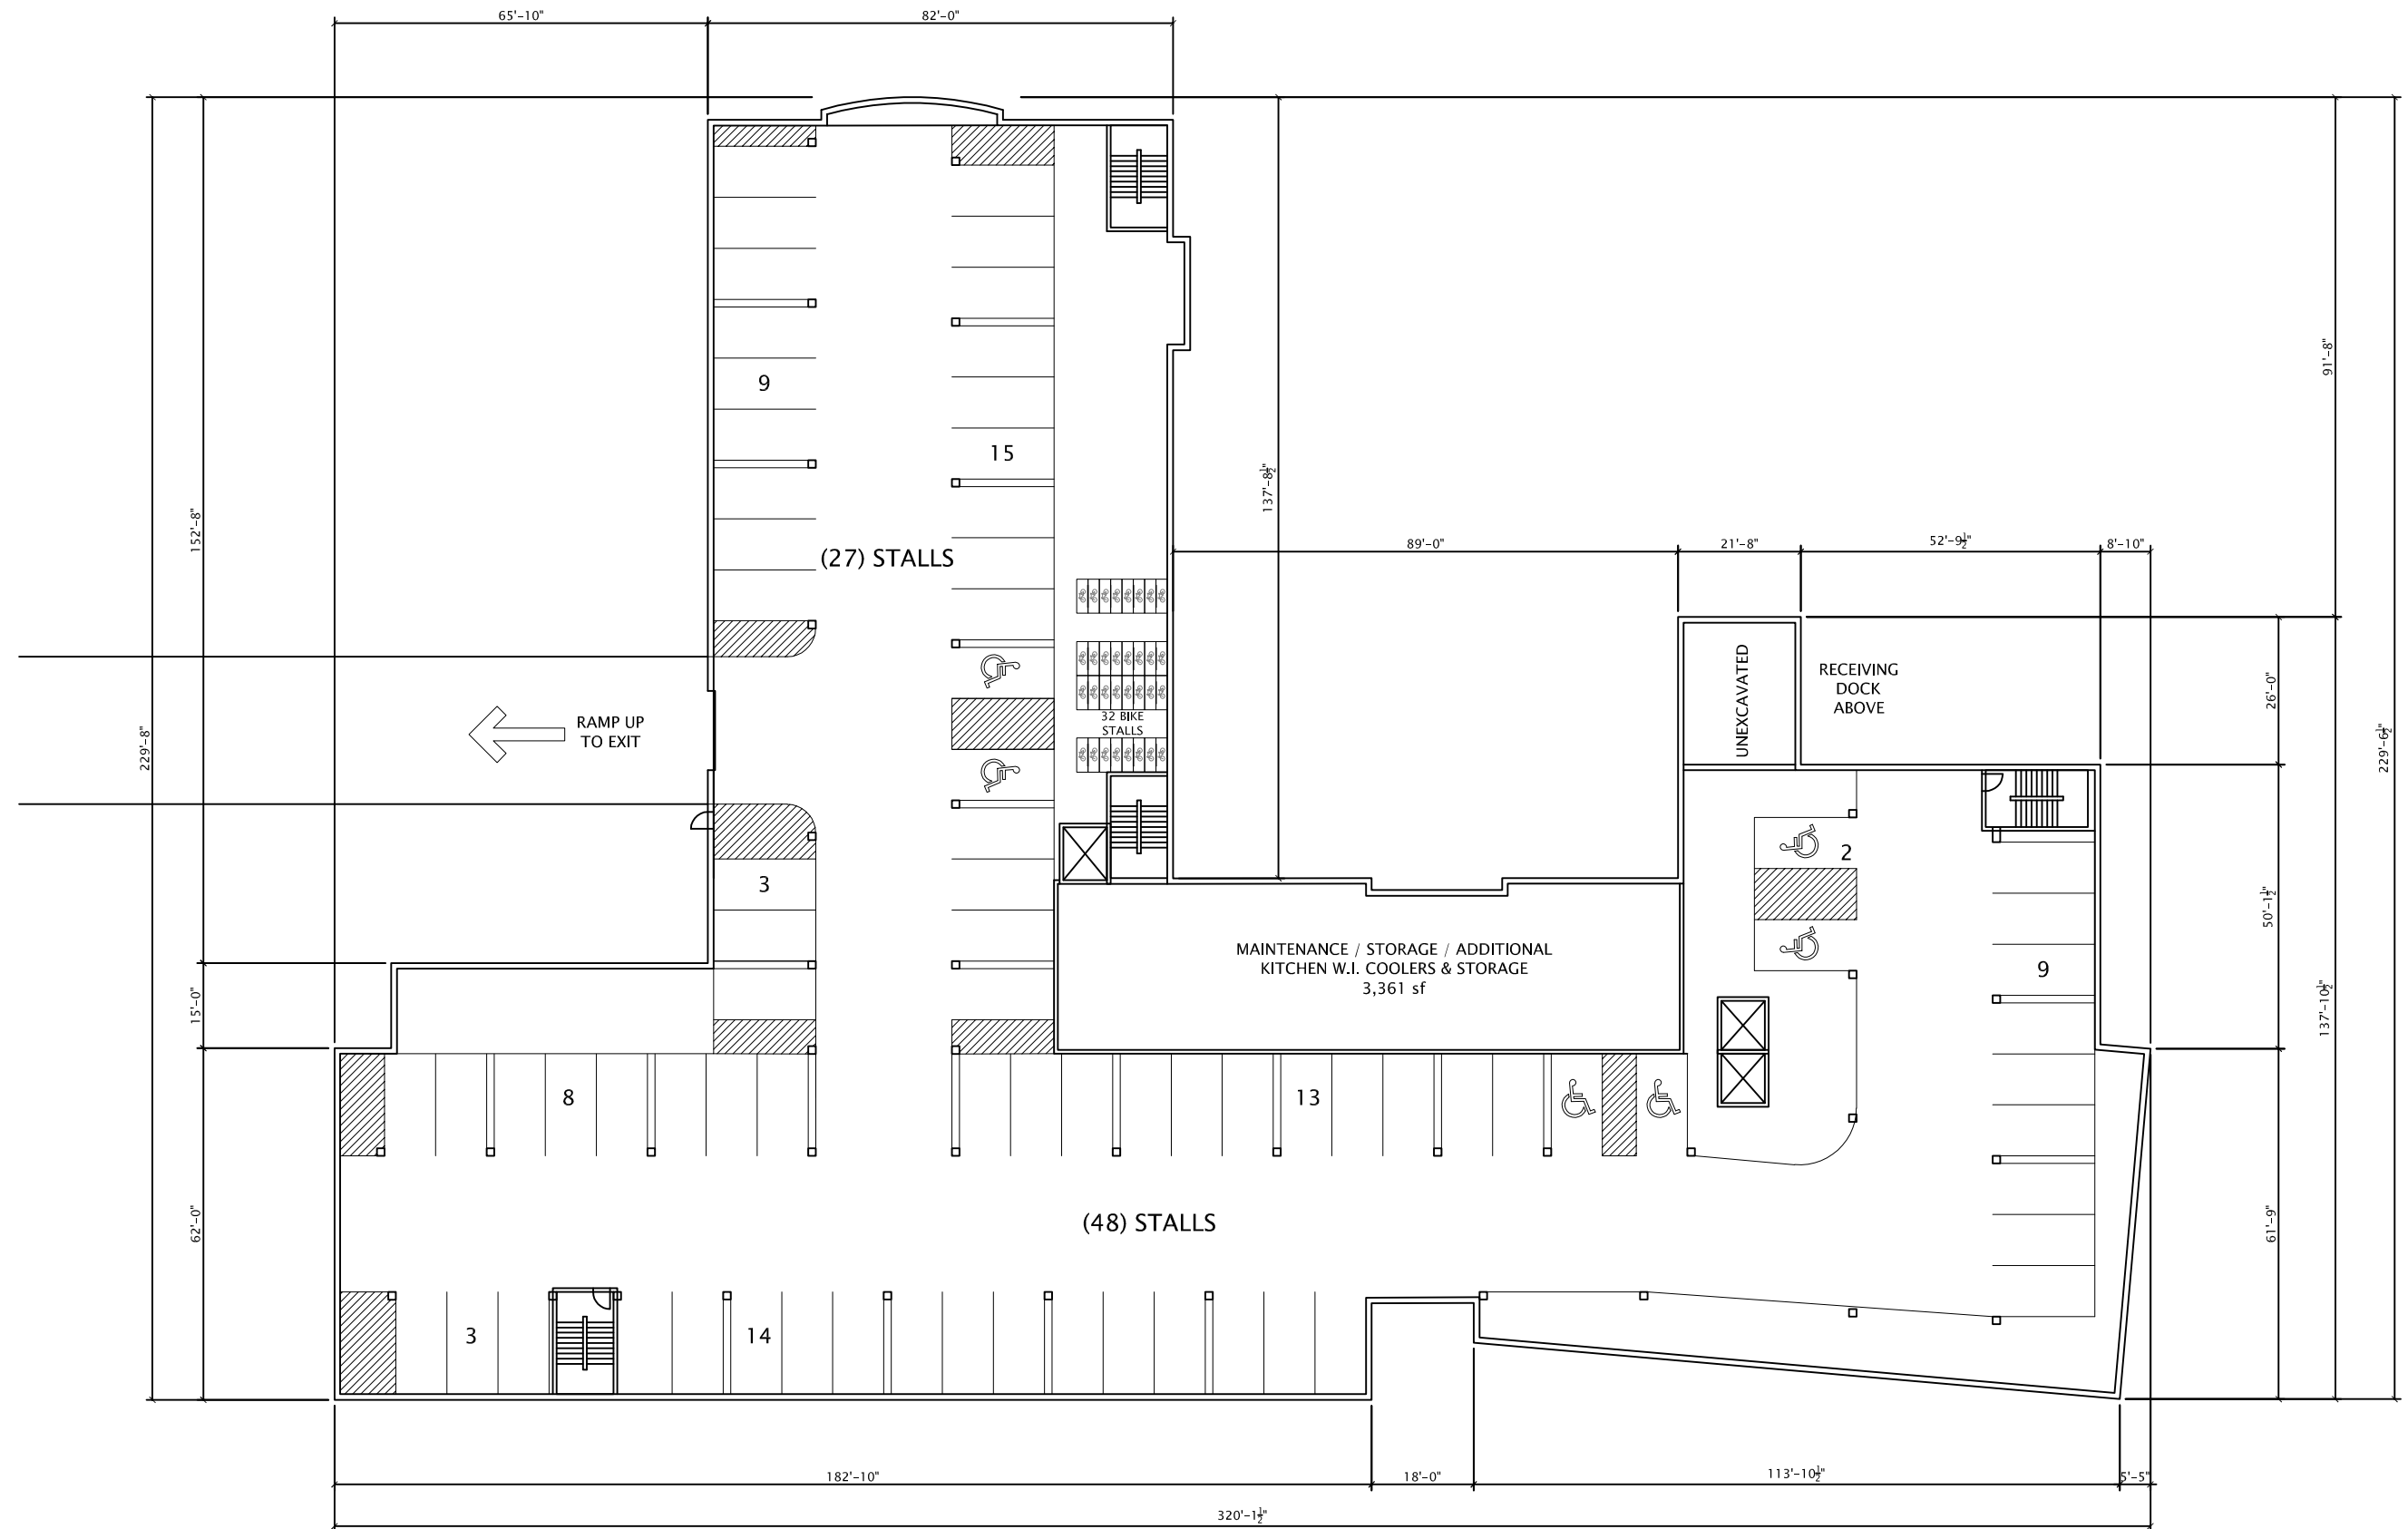 65'-10"
82'-0"
9
15
(27) STALLS
152'-8"
229'-8"
137'-8½"
91'-8"
89'-0"
21'-8"
52'-9½"
8'-10"
RAMP UP
TO EXIT
32 BIKE
STALLS
UNEXCAVATED
RECEIVING
DOCK
ABOVE
26'-0"
229'-6½"
3
2
50'-1½"
MAINTENANCE / STORAGE / ADDITIONAL
KITCHEN W.I. COOLERS & STORAGE
3,361 sf
9
15'-0"
137'-10½"
8
13
62'-0"
(48) STALLS
61'-9"
3
14
182'-10"
18'-0"
113'-10½"
5'-5"
320'-1½"